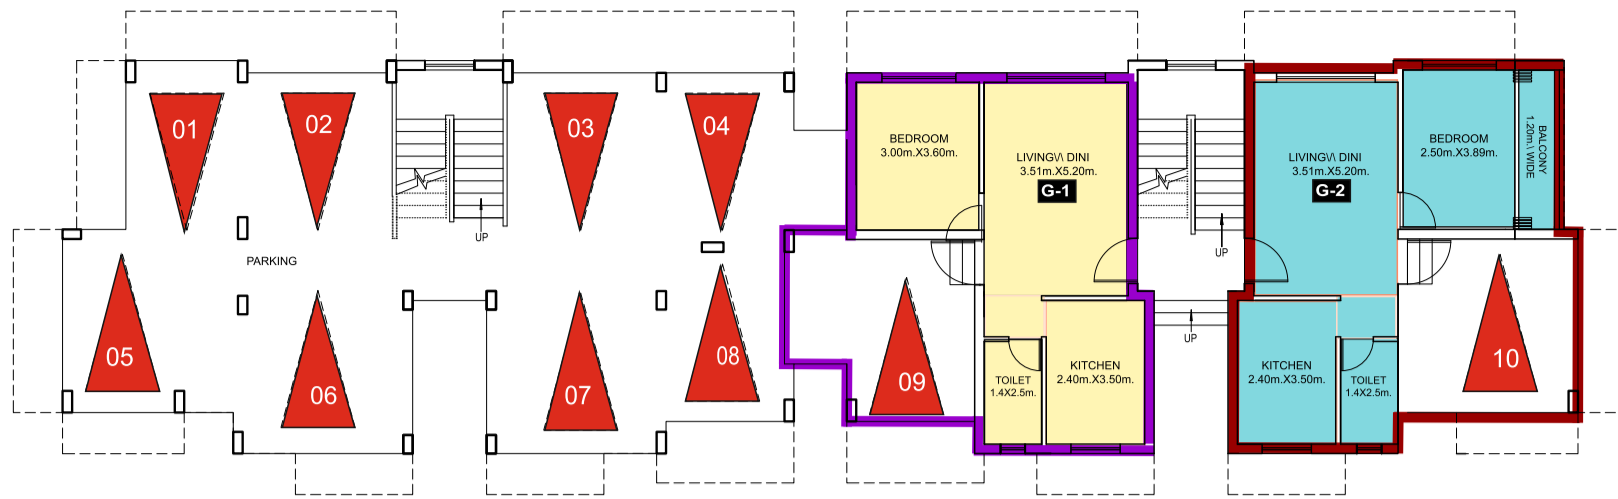 01
02
03
04
05
06
07
08
PARKING
UP
BEDROOM
3.00m.X3.60m.
LIVING\/\ DINI
3.51m.X5.20m.
G-1
09
TOILET
1.4X2.5m.
KITCHEN
2.40m.X3.50m.
UP
UP
LIVING\/\ DINI
3.51m.X5.20m.
G-2
BEDROOM
2.50m.X3.89m.
BALCONY
1.20m.\ WIDE
KITCHEN
2.40m.X3.50m.
TOILET
1.4X2.5m.
10